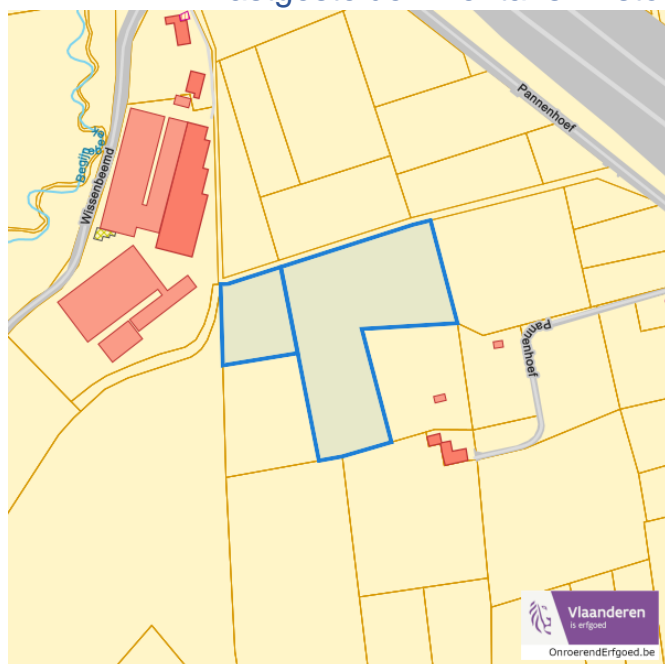 Pannenhoef
Wissenbeemd
Pannenhoef
Vlaanderen
is erfgoed
OnroerendErfgoed.be